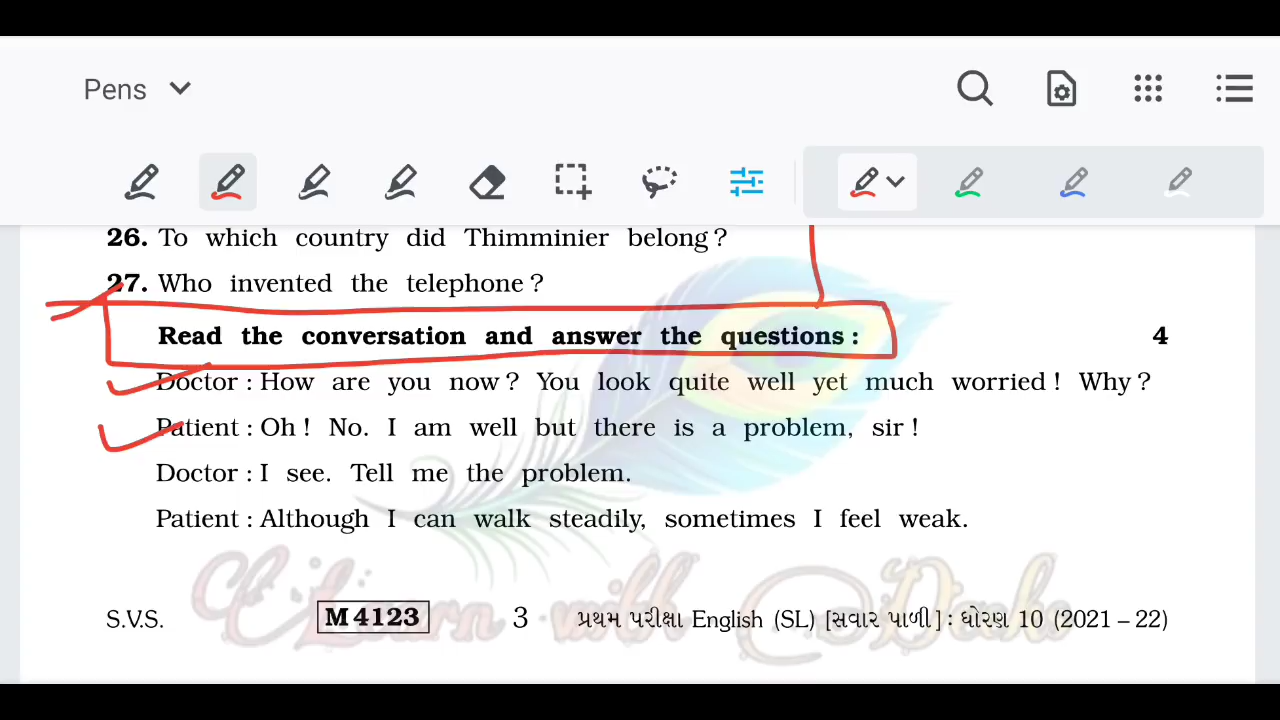 Pens
26. To which country did Thimminier belong?
27. Who invented the telephone?
Read the conversation and answer the questions: 4
Doctor : How are you now? You look quite well yet much worried! Why?
Patient : Oh! No. I am well but there is a problem, sir!
Doctor : I see. Tell me the problem.
Patient : Although I can walk steadily, sometimes I feel weak.
Learn with
S.V.S. M 4123 3 પ્રથમ પરીક્ષા English (SL) [સવાર પાળી] : ધોરણ 10 (2021 – 22)